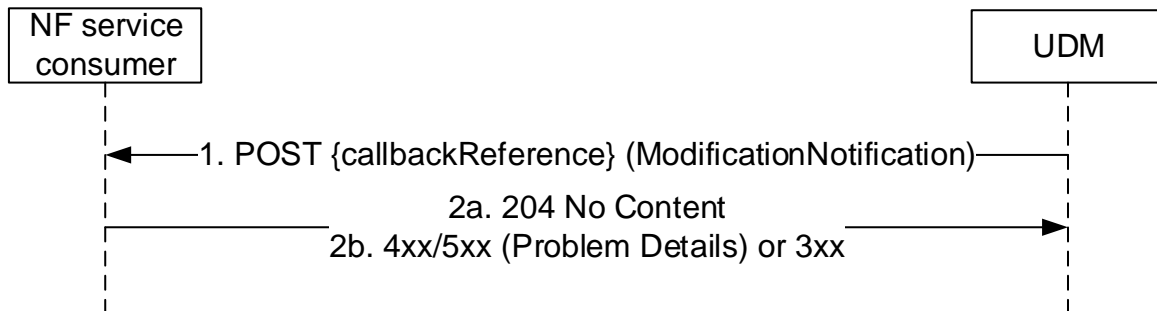 NF service
consumer
UDM
1. POST {callbackReference} (ModificationNotification)
2a. 204 No Content
2b. 4xx/5xx (Problem Details) or 3xx